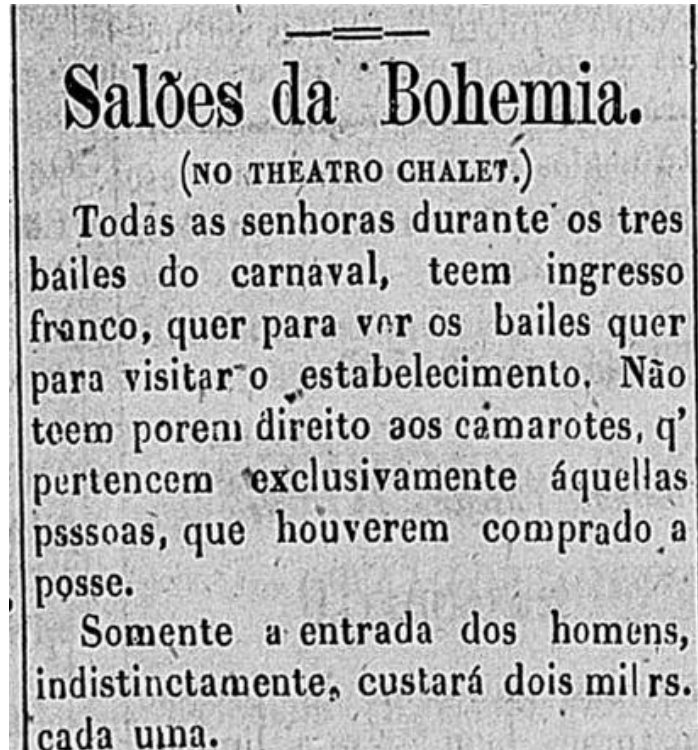 Salões da Bohemia.
(NO THEATRO CHALET.)
Todas as senhoras durante os tres
bailes do carnaval, teem ingresso
franco, quer para ver os bailes quer
para visitar o estabelecimento. Não
teem porem direito aos camarotes, q'
pertencem exclusivamente áquellas
psssoas, que houverem comprado a
posse.
Somente a entrada dos homens,
indistinctamente, custará dois mil rs.
cada uma.